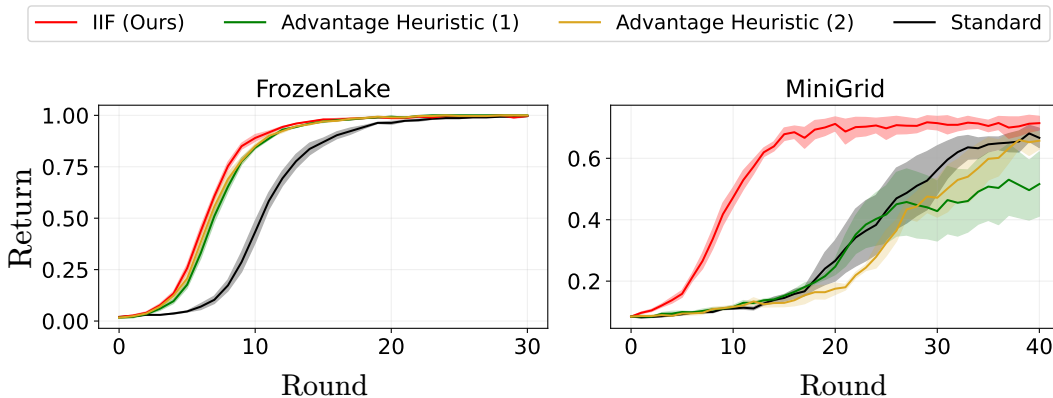 IIF (Ours) Advantage Heuristic (1) Advantage Heuristic (2) Standard
FrozenLake MiniGrid
Return
1.00
0.75
0.50
0.25
0.00
0 10 20 30
Round
0.6
0.4
0.2
0 10 20 30 40
Round